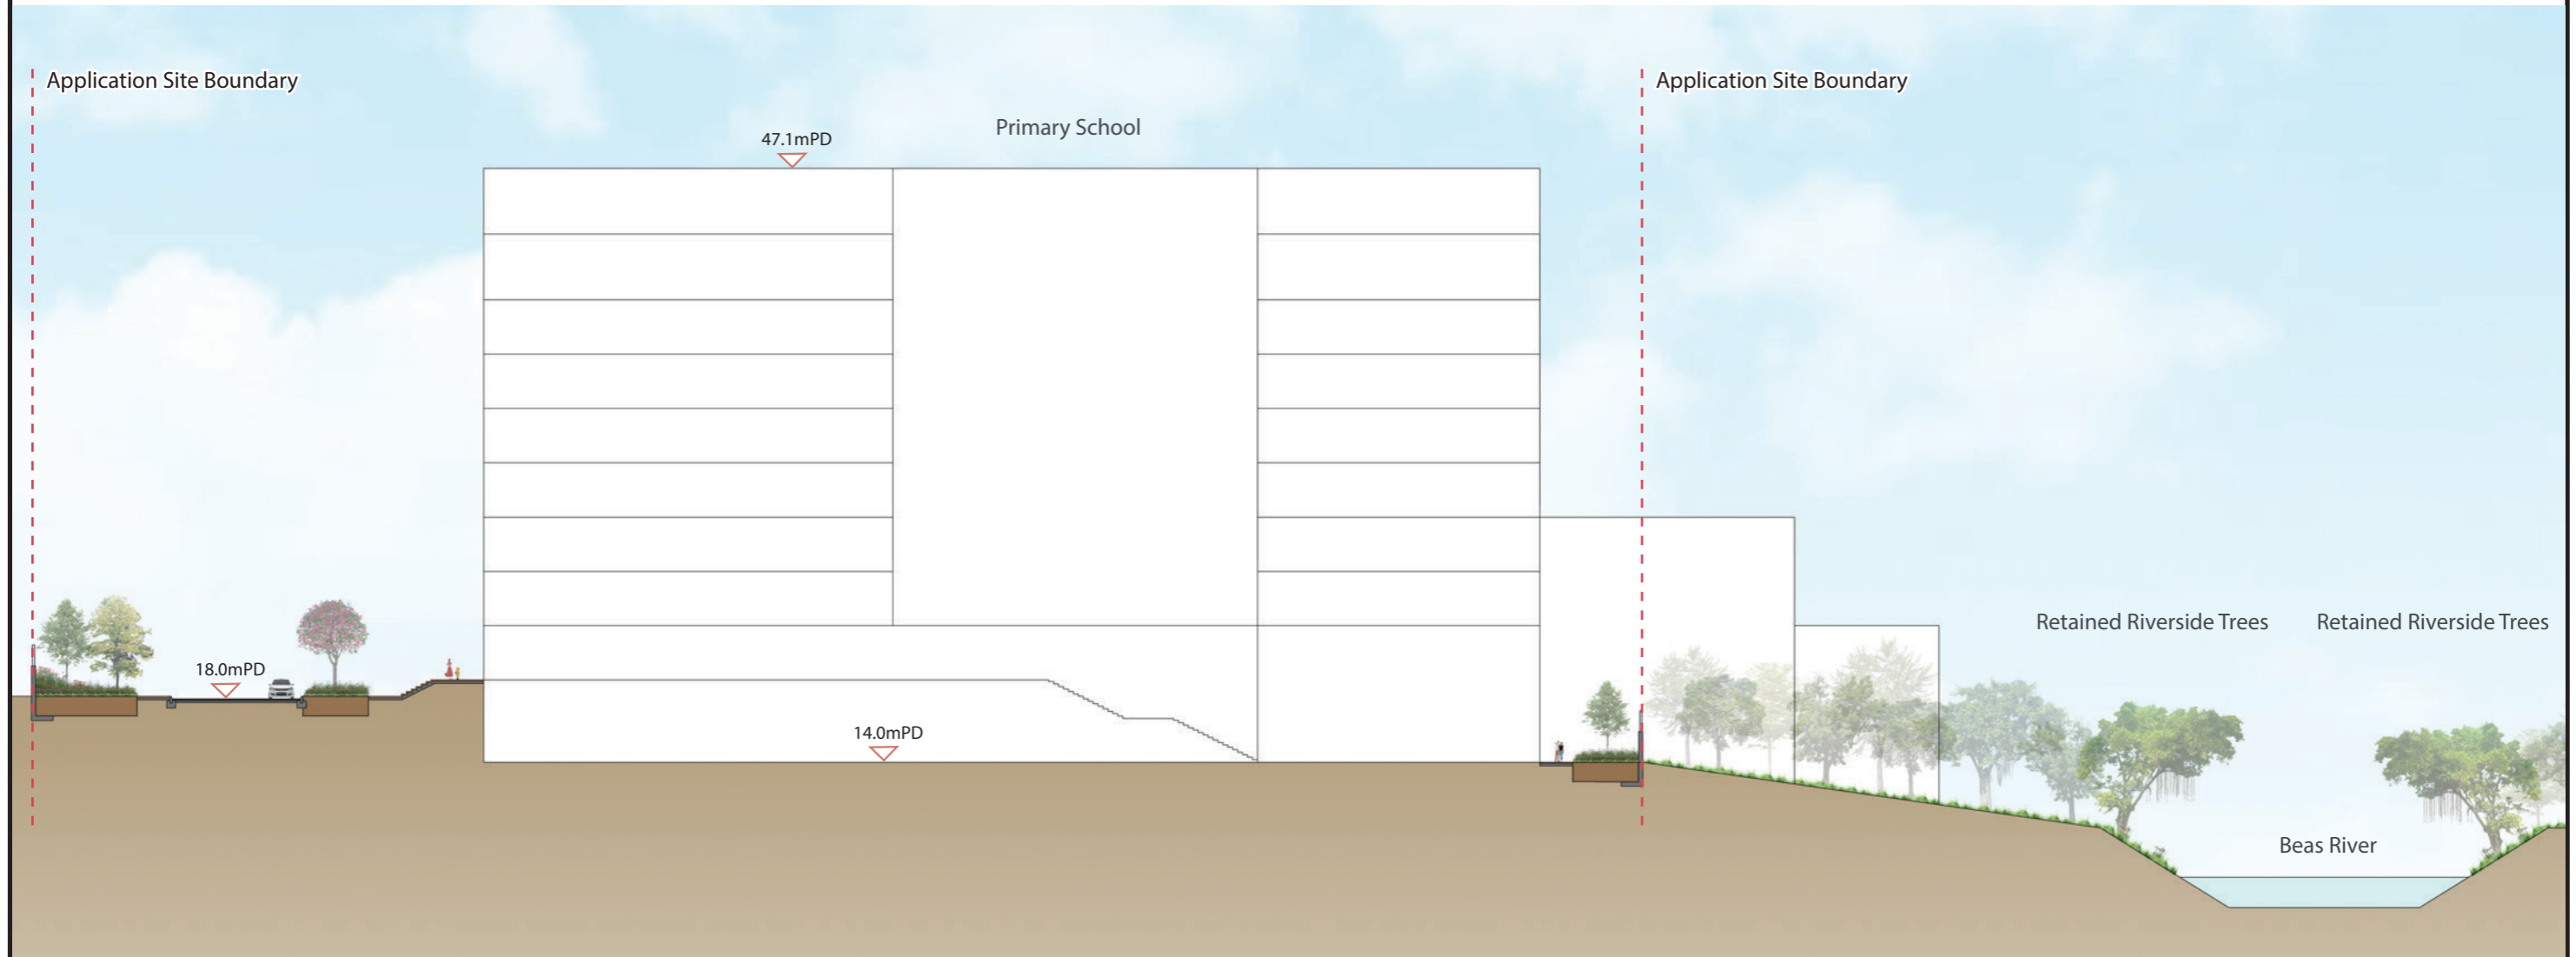 Application Site Boundary
Application Site Boundary
47.1mPD
Primary School
Retained Riverside Trees
Retained Riverside Trees
18.0mPD
14.0mPD
Beas River